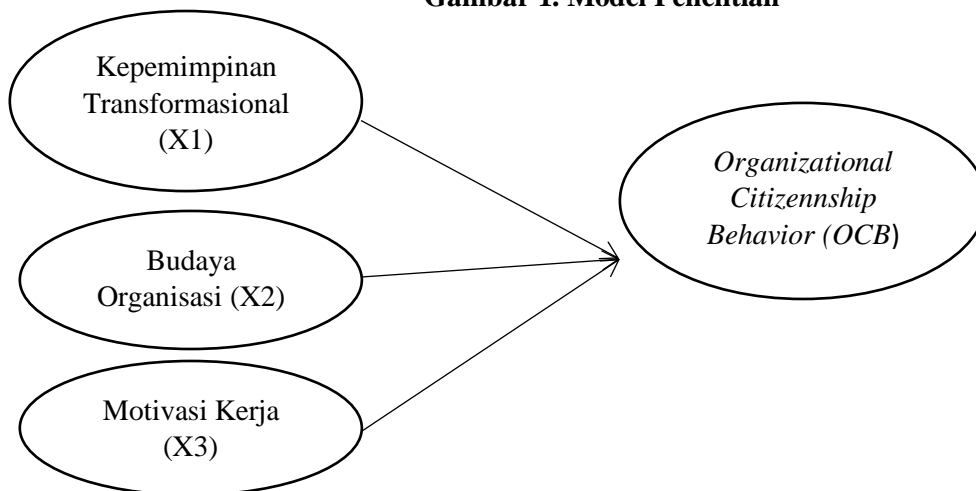 Gambar 1. Model Penelitian
Kepemimpinan
Transformasional
(X1)
Organizational
Citizennship
Behavior (OCB)
Budaya
Organisasi (X2)
Motivasi Kerja
(X3)